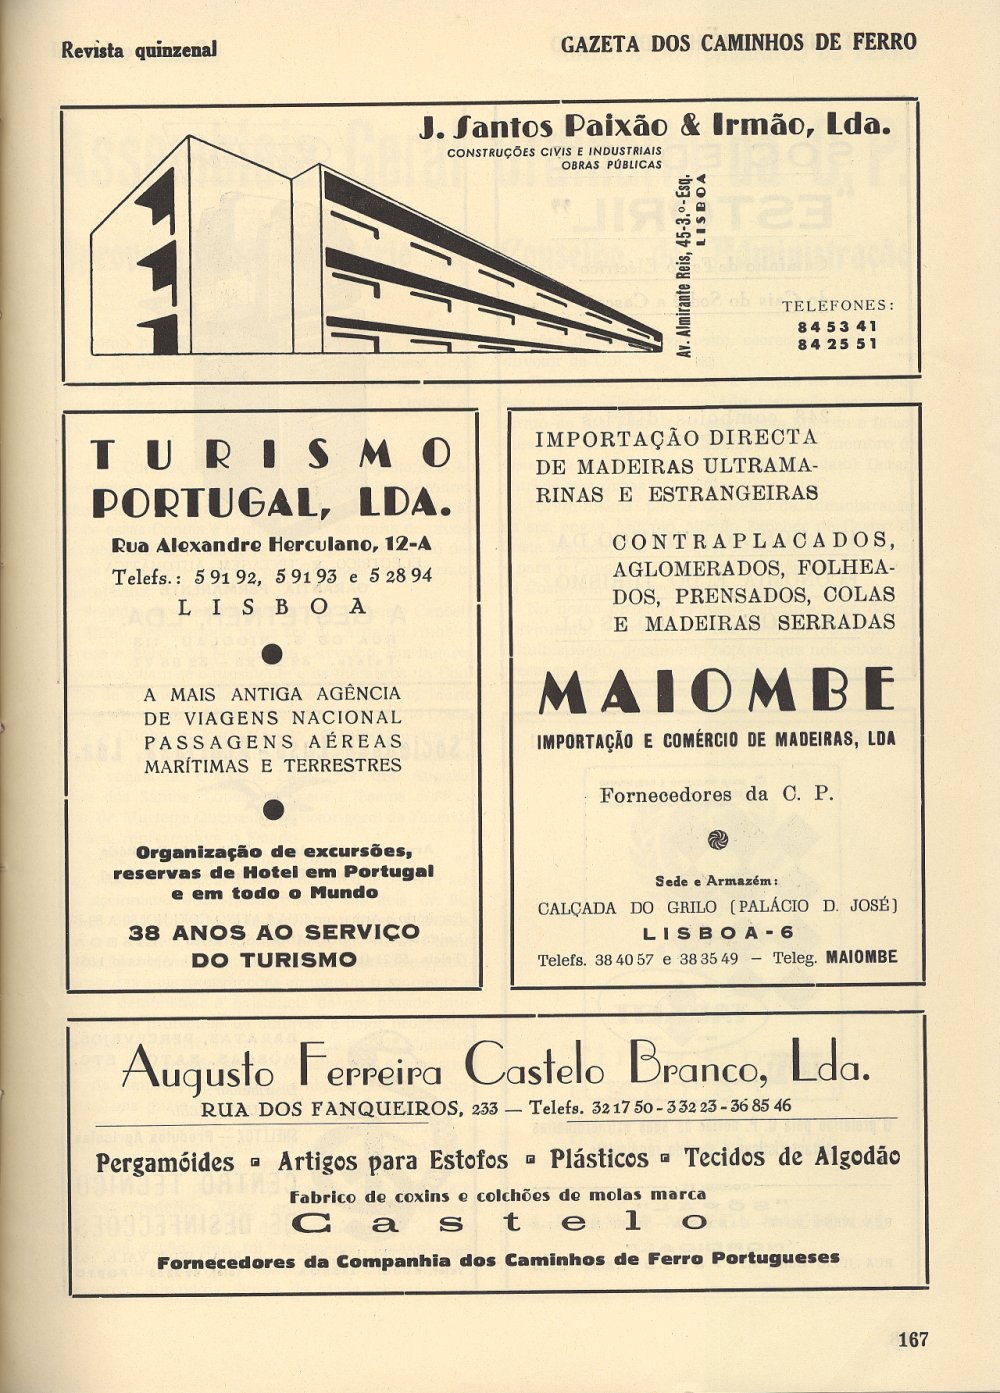 Revista quinzenal
GAZETA DOS CAMINHOS DE FERRO
J. Santos Paixão & Irmão, Lda.
CONSTRUÇÕES CIVIS E INDUSTRIAIS
OBRAS PÚBLICAS
Av. Almirante Reis, 45-3.º-Esq.
LISBOA
TELEFONES:
84 53 41
84 25 51
TURISMO
PORTUGAL, LDA.
Rua Alexandre Herculano, 12-A
Telefs.: 5 91 92, 5 91 93 e 5 28 94
LISBOA
A MAIS ANTIGA AGÊNCIA
DE VIAGENS NACIONAL
PASSAGENS AÉREAS
MARÍTIMAS E TERRESTRES
Organização de excursões,
reservas de Hotel em Portugal
e em todo o Mundo
38 ANOS AO SERVIÇO
DO TURISMO
IMPORTAÇÃO DIRECTA
DE MADEIRAS ULTRAMA-
RINAS E ESTRANGEIRAS
CONTRAPLACADOS,
AGLOMERADOS, FOLHEA-
DOS, PRENSADOS, COLAS
E MADEIRAS SERRADAS
MAIOMBE
IMPORTAÇÃO E COMÉRCIO DE MADEIRAS, LDA
Fornecedores da C. P.
Sede e Armazém:
CALÇADA DO GRILO (PALÁCIO D. JOSÉ)
LISBOA-6
Telefs. 38 40 57 e 38 35 49 — Teleg. MAIOMBE
Augusto Ferreira Castelo Branco, Lda.
RUA DOS FANQUEIROS, 233 — Telefs. 32 17 50 - 3 32 23 - 36 85 46
Pergamóides ▫ Artigos para Estofos ▫ Plásticos ▫ Tecidos de Algodão
Fabrico de coxins e colchões de molas marca
Castelo
Fornecedores da Companhia dos Caminhos de Ferro Portugueses
167